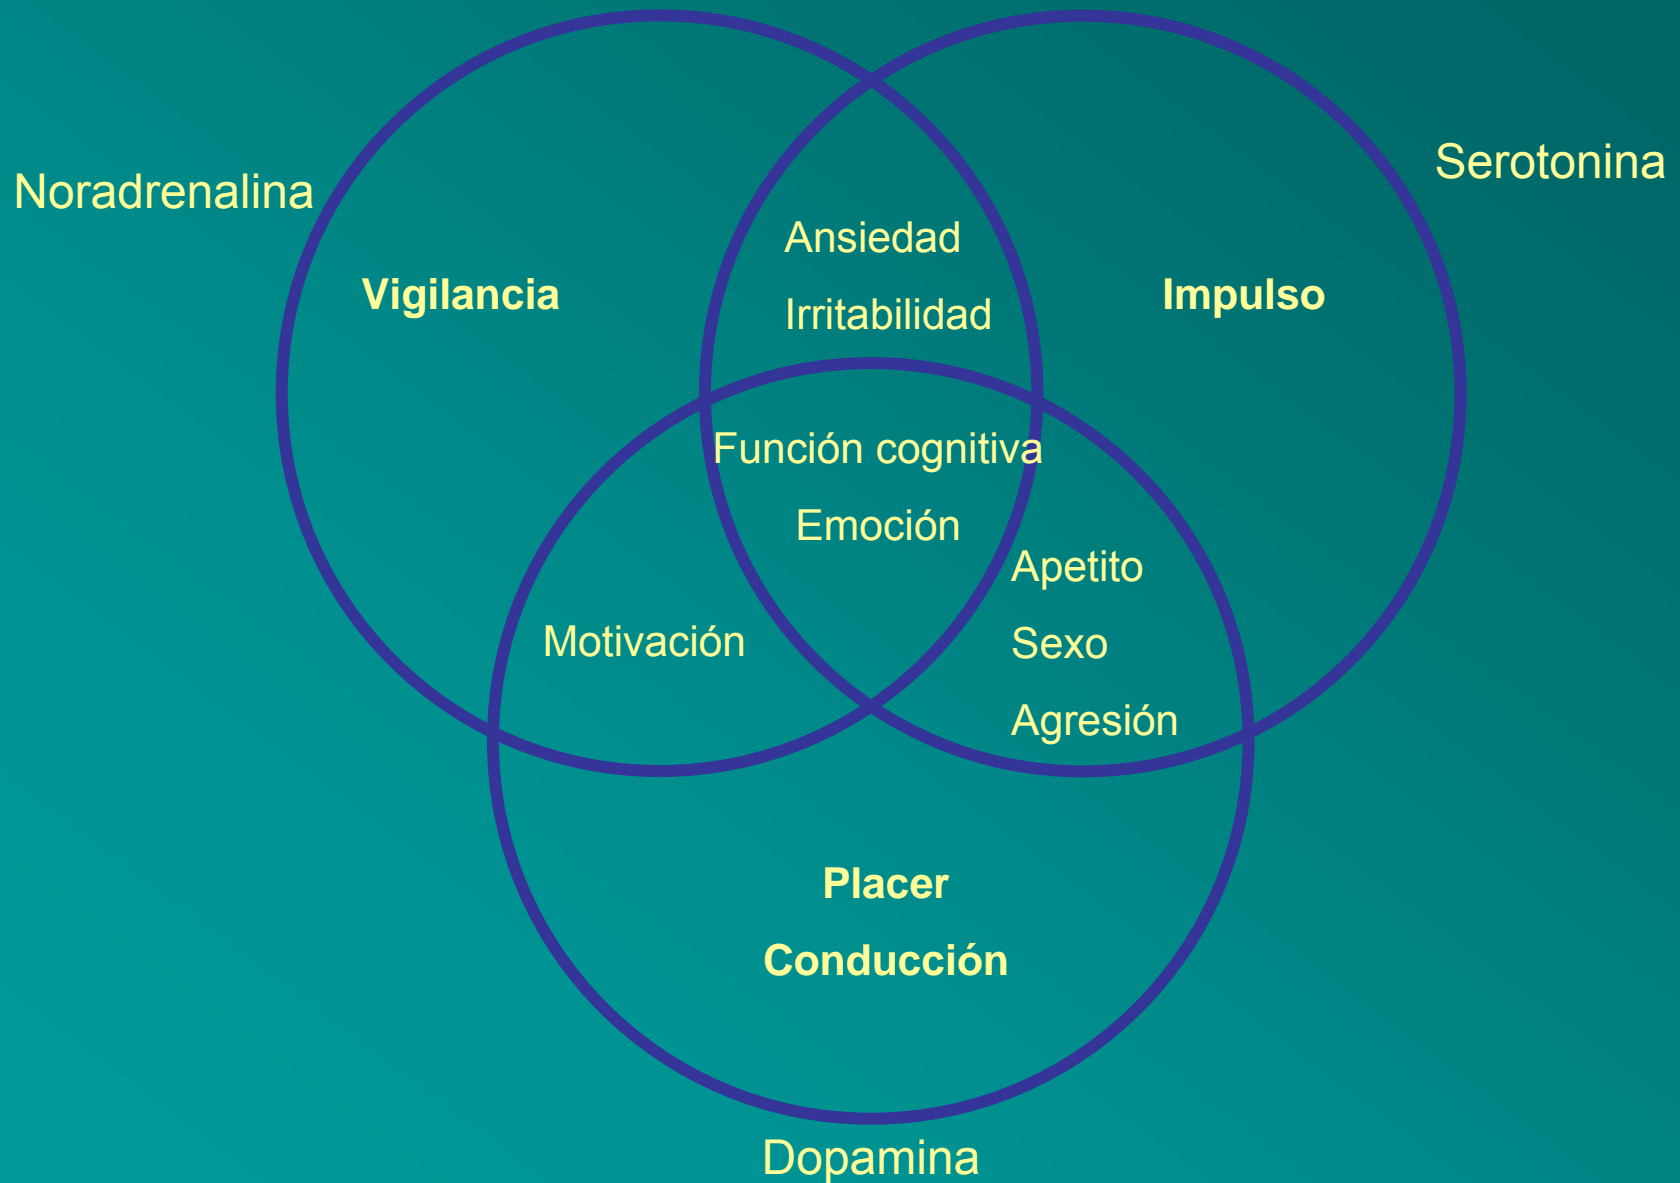 Noradrenalina
Serotonina
Vigilancia
Ansiedad
Irritabilidad
Impulso
Función cognitiva
Emoción
Motivación
Apetito
Sexo
Agresión
Placer
Conducción
Dopamina